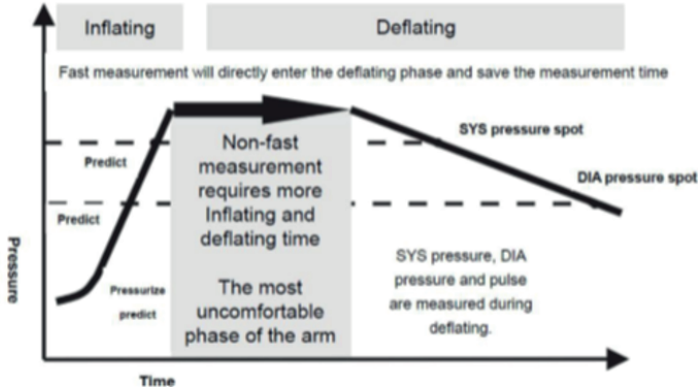 Inflating
Deflating
Fast measurement will directly enter the deflating phase and save the measurement time
SYS pressure spot
Predict
Non-fast
measurement
requires more
Inflating and
deflating time
DIA pressure spot
Predict
Pressure
SYS pressure, DIA
pressure and pulse
are measured during
deflating.
Pressurize
predict
The most
uncomfortable
phase of the arm
Time